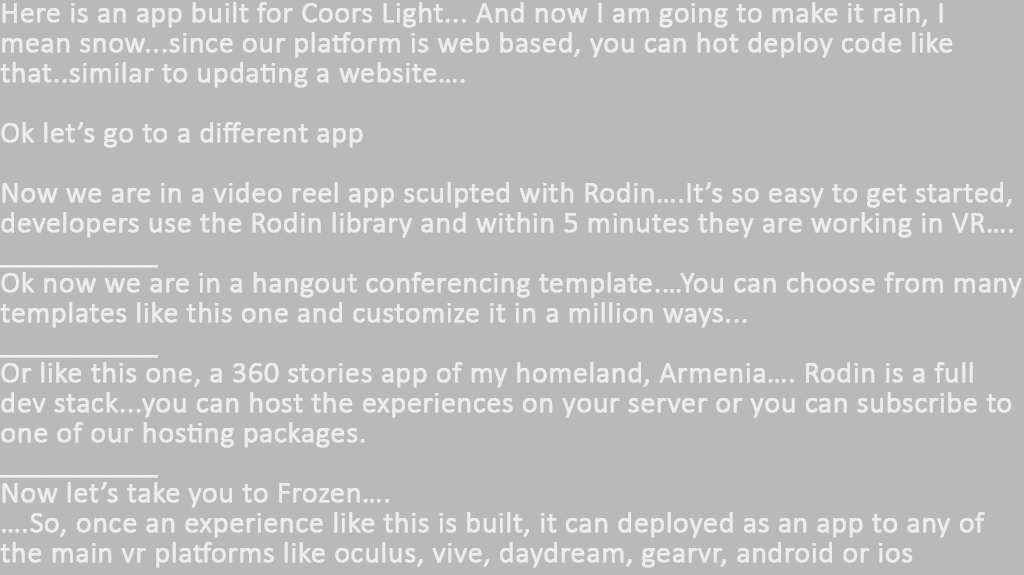 Here is an app built for Coors Light... And now I am going to make it rain, I
mean snow...since our platform is web based, you can hot deploy code like
that..similar to updating a website....
Ok let's go to a different app
Now we are in a video reel app sculpted with Rodin....It's so easy to get started,
developers use the Rodin library and within 5 minutes they are working in VR....
___________
Ok now we are in a hangout conferencing template....You can choose from many
templates like this one and customize it in a million ways...
___________
Or like this one, a 360 stories app of my homeland, Armenia.... Rodin is a full
dev stack...you can host the experiences on your server or you can subscribe to
one of our hosting packages.
___________
Now let's take you to Frozen....
....So, once an experience like this is built, it can deployed as an app to any of
the main vr platforms like oculus, vive, daydream, gearvr, android or ios